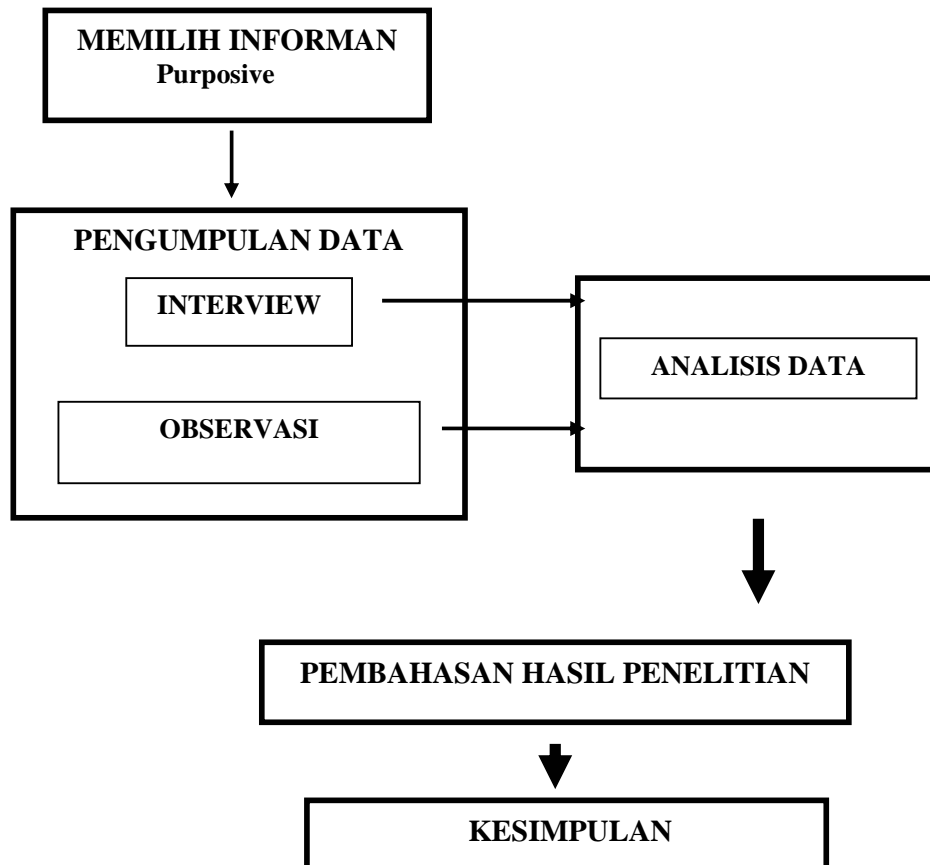 MEMILIH INFORMAN
Purposive
PENGUMPULAN DATA
INTERVIEW
OBSERVASI
ANALISIS DATA
PEMBAHASAN HASIL PENELITIAN
KESIMPULAN